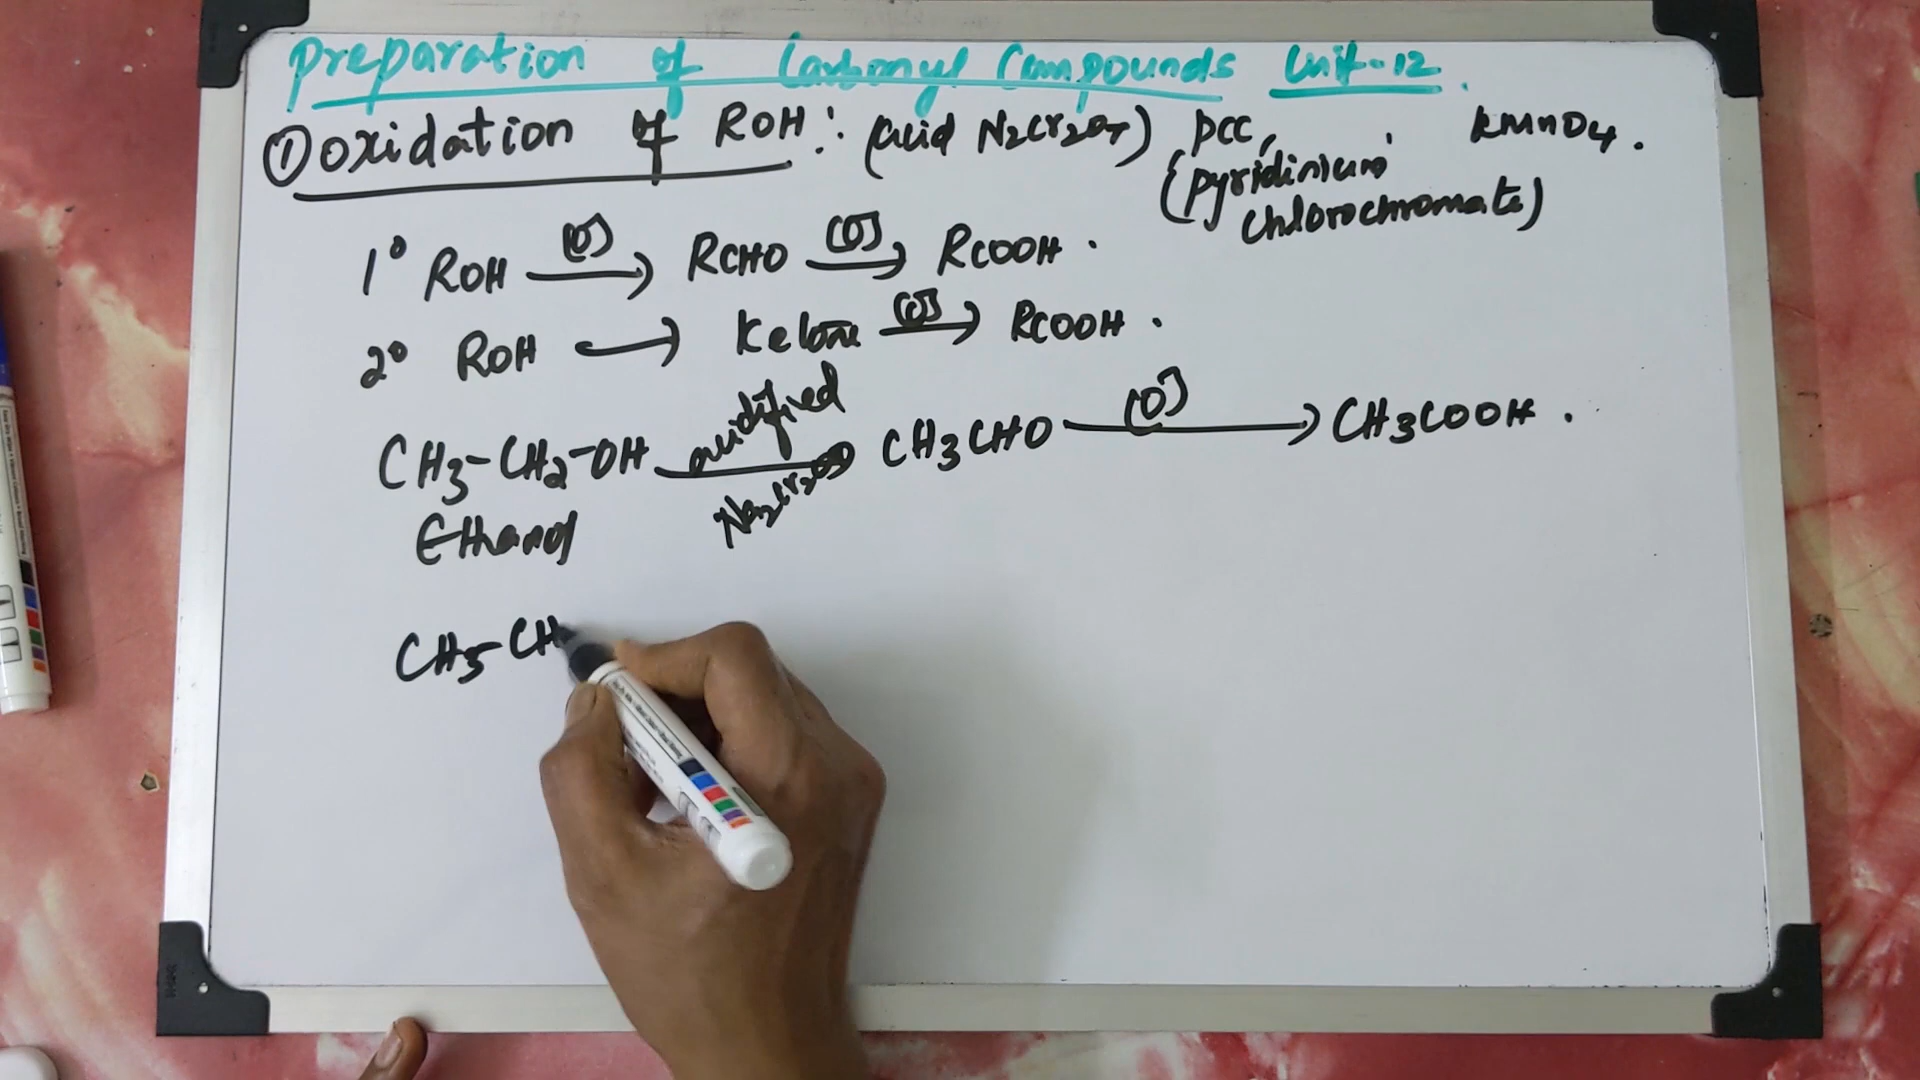 Preparation of Carbonyl Compounds Unit-12.
① Oxidation of ROH : (acid N2Cr2O7) PCC, KMnO4.
(pyridinium
chlorochromate)
1° ROH —[O]→ RCHO —[O]→ RCOOH.
2° ROH → Ketone —[O]→ RCOOH.
acidified
CH3-CH2-OH → CH3CHO —[O]→ CH3COOH.
Ethanol Na2Cr2O7
CH3-CH